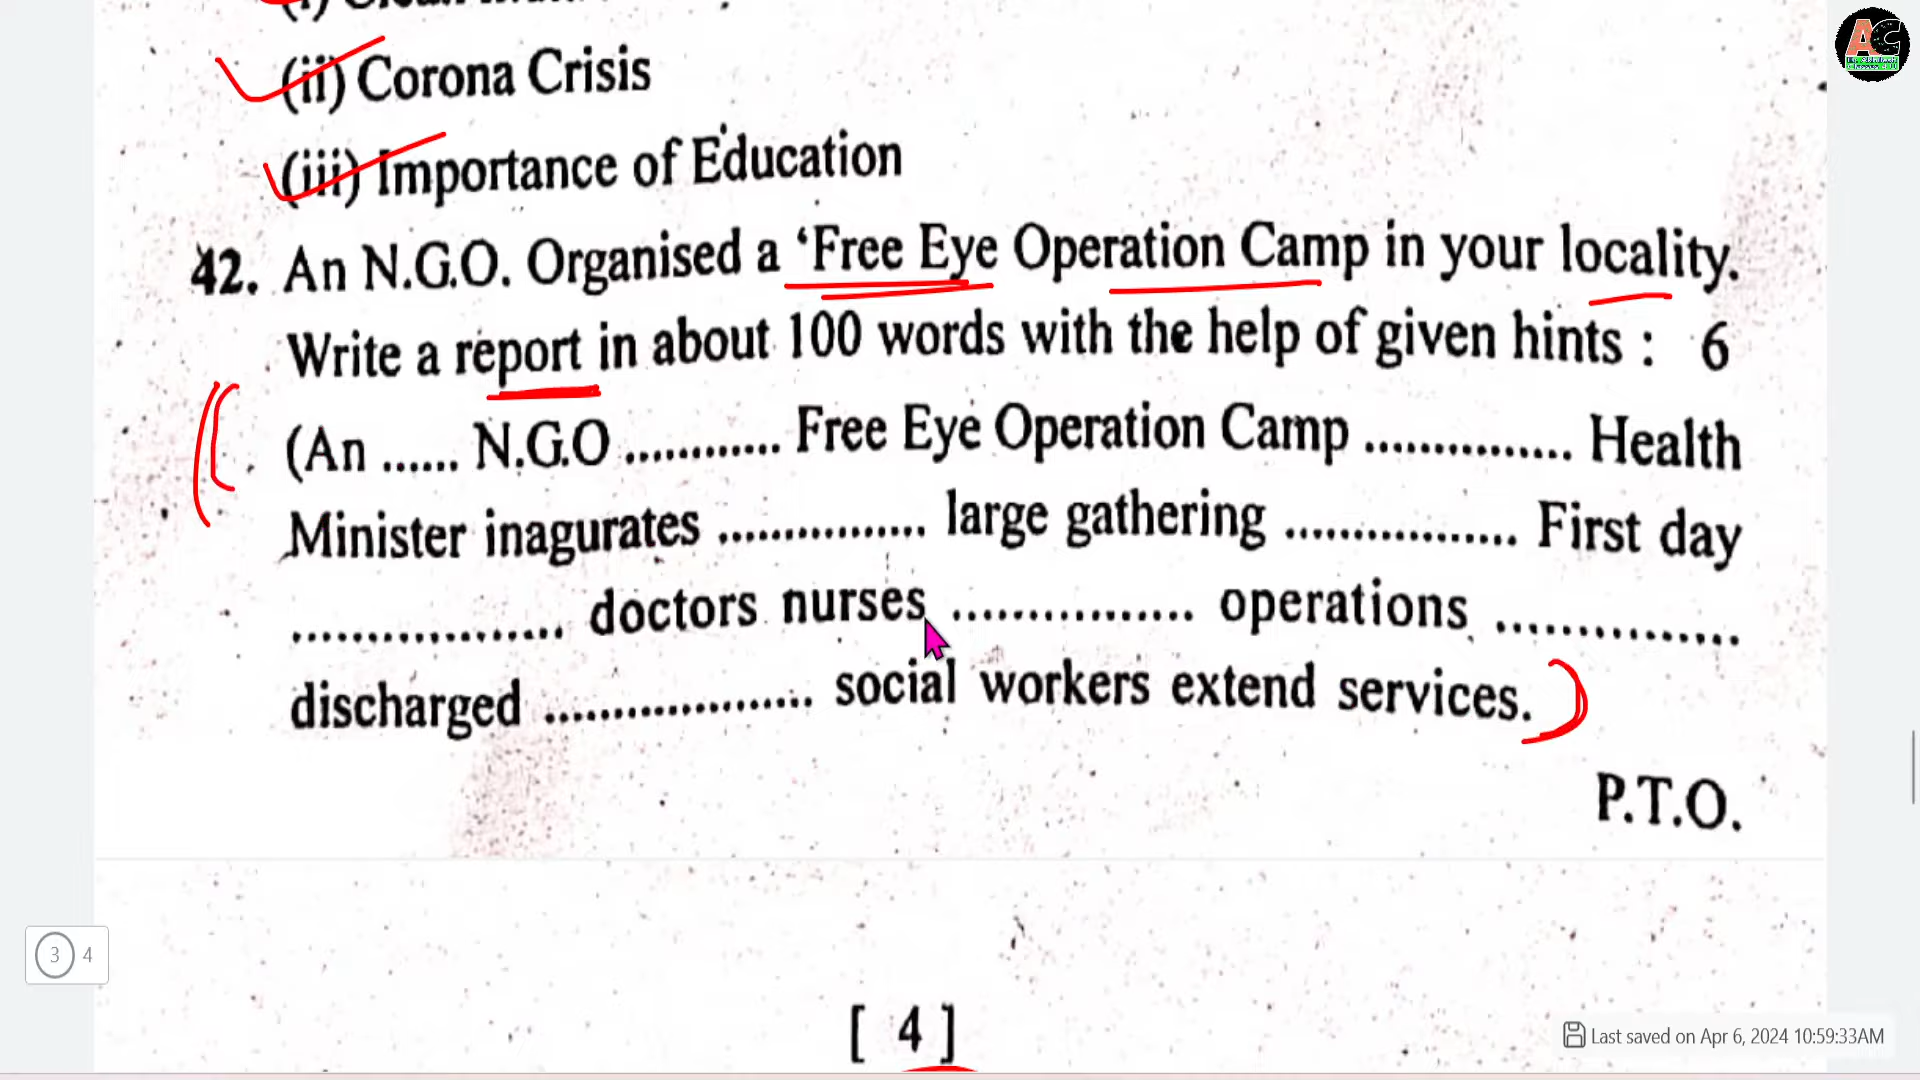 (ii) Corona Crisis
(iii) Importance of Education
42. An N.G.O. Organised a ‘Free Eye Operation Camp in your locality.
Write a report in about 100 words with the help of given hints : 6
(An ...... N.G.O ............ Free Eye Operation Camp ................ Health
Minister inagurates ................ large gathering .................. First day
.................... doctors nurses ................ operations ................
discharged .................... social workers extend services.)
P.T.O.
3 4
[ 4 ]
Last saved on Apr 6, 2024 10:59:33AM
AC